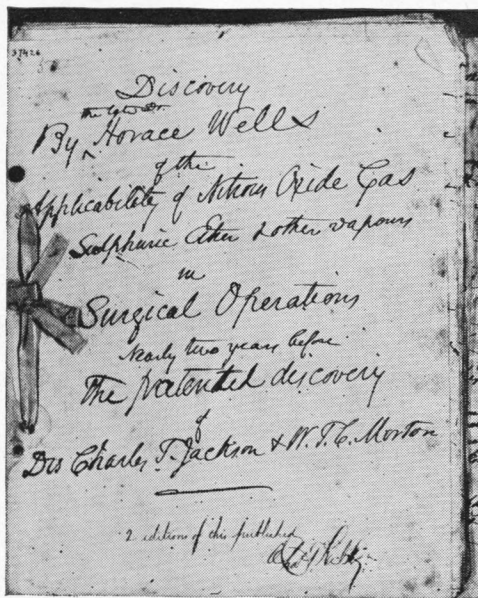 37426
Discovery
By the late Dr Horace Wells
of the
Applicability of Nitrous Oxide Gas
Sulphuric Ether & other vapours
in
Surgical Operations
Nearly two years before
The patented discovery
of
Drs Charles T. Jackson & W. T. G. Morton
2 editions of this published